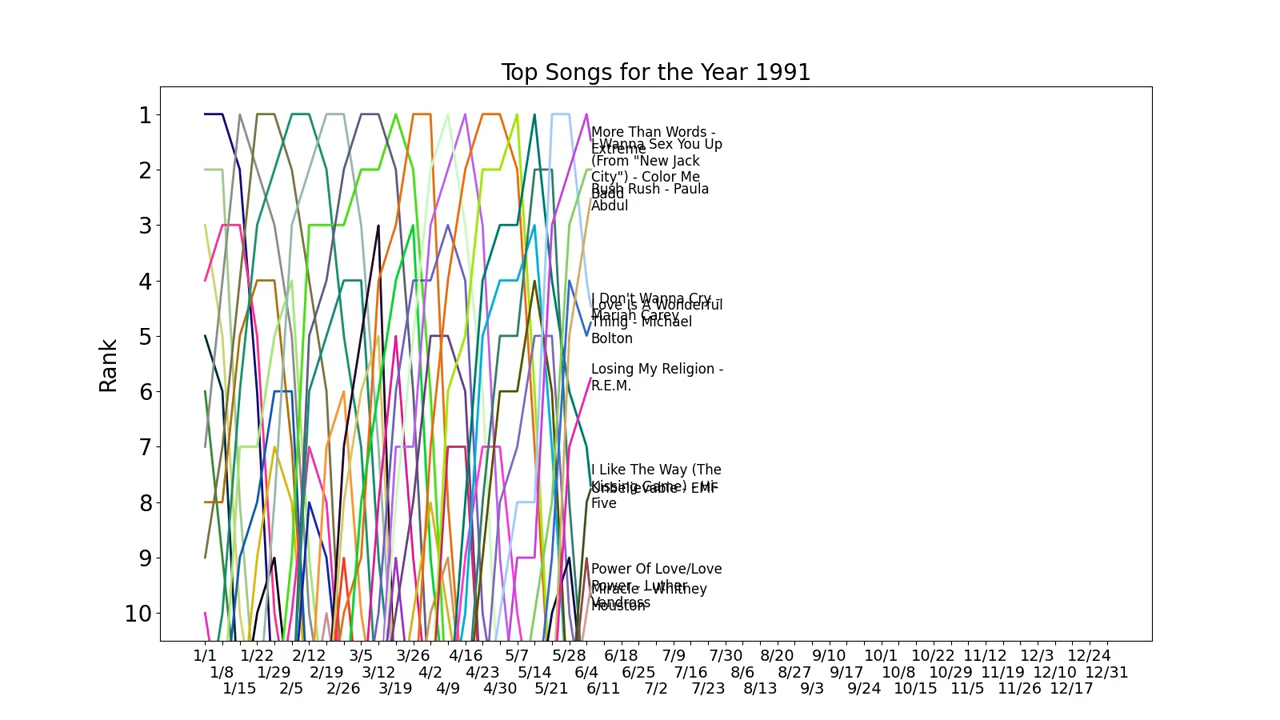 Top Songs for the Year 1991
Rank
1
2
3
4
5
6
7
8
9
10
More Than Words -
Extreme
I Wanna Sex You Up
(From "New Jack
City") - Color Me
Badd
Rush Rush - Paula
Abdul
I Don't Wanna Cry -
Mariah Carey
Love Is A Wonderful
Thing - Michael
Bolton
Losing My Religion -
R.E.M.
I Like The Way (The
Kissing Game) - Hi-
Five
Unbelievable - EMF
Power Of Love/Love
Power - Luther
Vandross
Miracle - Whitney
Houston
1/1 1/22 2/12 3/5 3/26 4/16 5/7 5/28 6/18 7/9 7/30 8/20 9/10 10/1 10/22 11/12 12/3 12/24
1/8 1/29 2/19 3/12 4/2 4/23 5/14 6/4 6/25 7/16 8/6 8/27 9/17 10/8 10/29 11/19 12/10 12/31
1/15 2/5 2/26 3/19 4/9 4/30 5/21 6/11 7/2 7/23 8/13 9/3 9/24 10/15 11/5 11/26 12/17